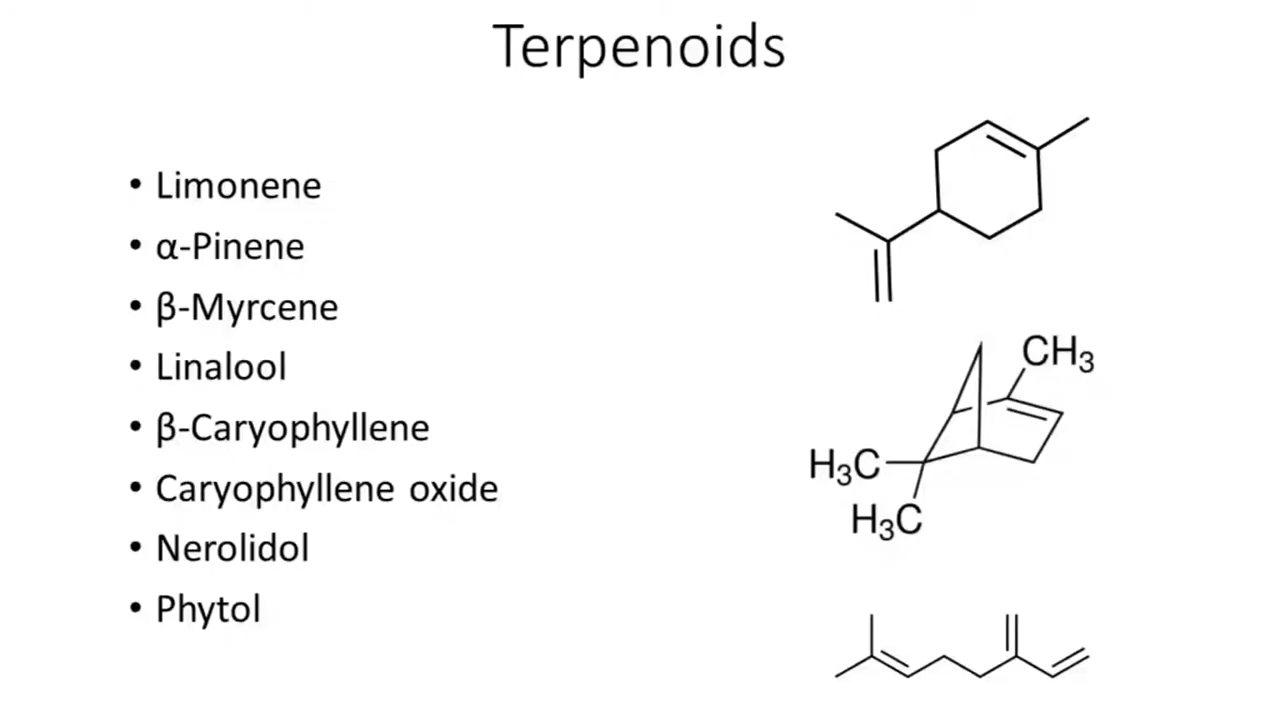 Terpenoids
• Limonene
• α-Pinene
• β-Myrcene
• Linalool
• β-Caryophyllene
• Caryophyllene oxide
• Nerolidol
• Phytol
CH₃
H₃C
H₃C